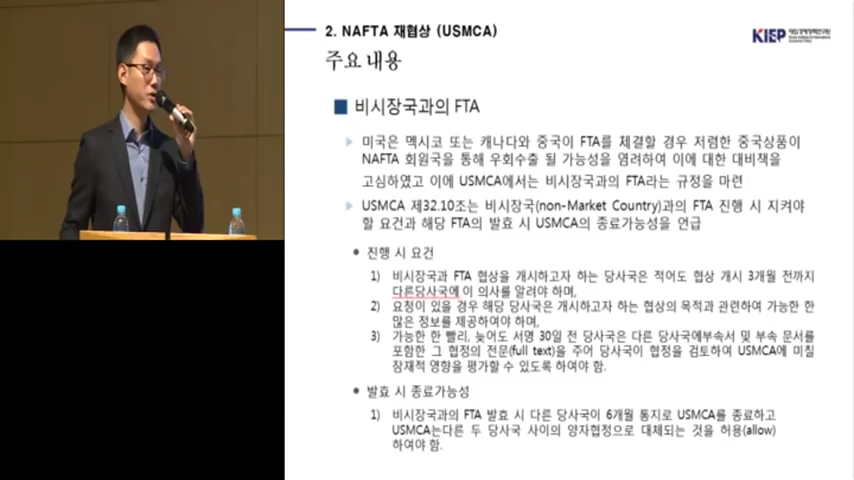 2. NAFTA 재협상 (USMCA)
KIEP 대외경제정책연구원
주요 내용
비시장국과의 FTA
미국은 멕시코 또는 캐나다와 중국이 FTA를 체결할 경우 저렴한 중국상품이
NAFTA 회원국을 통해 우회수출 될 가능성을 염려하여 이에 대한 대비책을
고심하였고 이에 USMCA에서는 비시장국과의 FTA라는 규정을 마련
USMCA 제32.10조는 비시장국(non-Market Country)과의 FTA 진행 시 지켜야
할 요건과 해당 FTA의 발효 시 USMCA의 종료가능성을 언급
• 진행 시 요건
1) 비시장국과 FTA 협상을 개시하고자 하는 당사국은 적어도 협상 개시 3개월 전까지
다른당사국에 이 의사를 알려야 하며,
2) 요청이 있을 경우 해당 당사국은 개시하고자 하는 협상의 목적과 관련하여 가능한 한
많은 정보를 제공하여야 하며,
3) 가능한 한 빨리, 늦어도 서명 30일 전 당사국은 다른 당사국에부속서 및 부속 문서를
포함한 그 협정의 전문(full text)을 주어 당사국이 협정을 검토하여 USMCA에 미칠
잠재적 영향을 평가할 수 있도록 하여야 함.
• 발효 시 종료가능성
1) 비시장국과의 FTA 발효 시 다른 당사국이 6개월 통지로 USMCA를 종료하고
USMCA는다른 두 당사국 사이의 양자협정으로 대체되는 것을 허용(allow)
하여야 함.